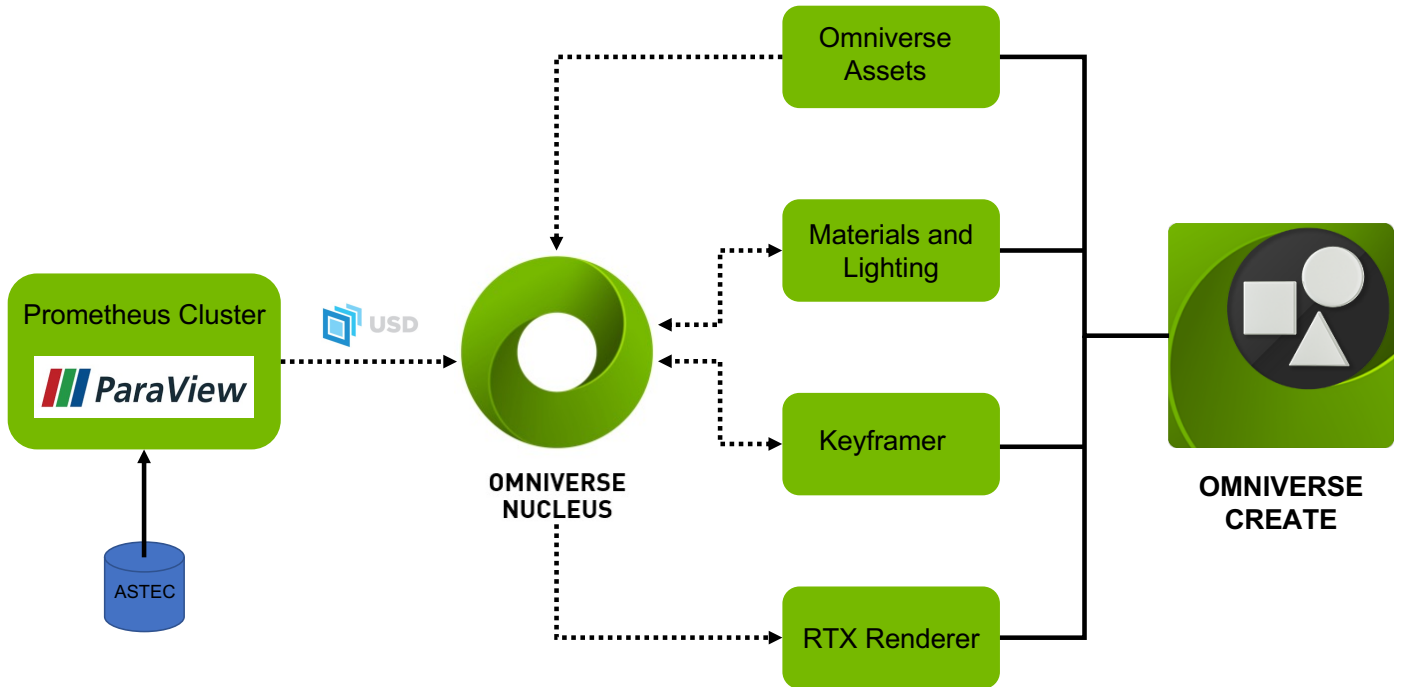 Omniverse
Assets
Materials and
Lighting
Prometheus Cluster
ParaView
USD
Keyframer
OMNIVERSE
NUCLEUS
OMNIVERSE
CREATE
ASTEC
RTX Renderer